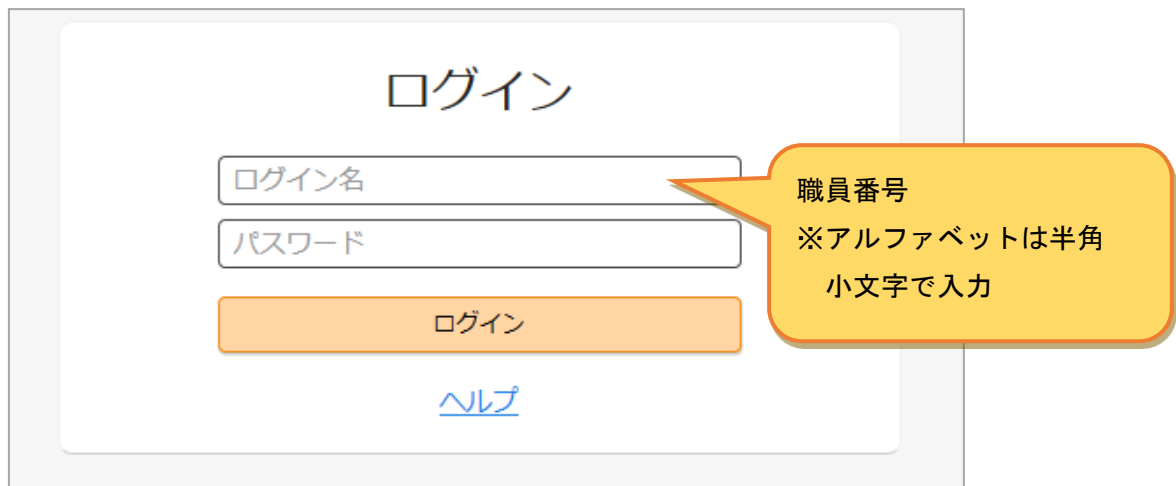 ログイン
ログイン名
職員番号
※アルファベットは半角
小文字で入力
パスワード
ログイン
ヘルプ